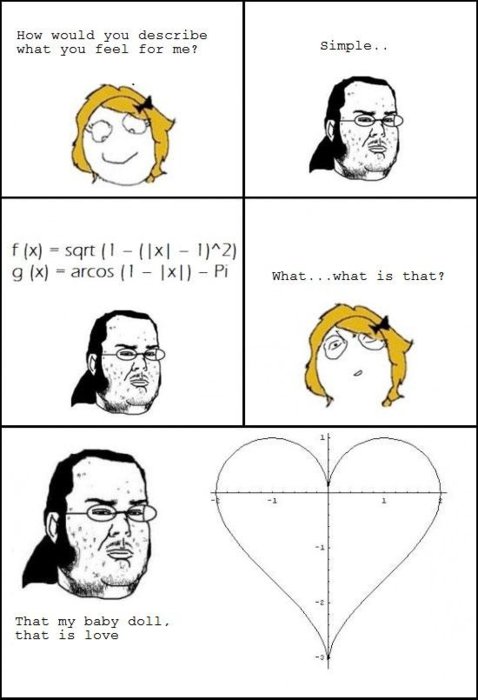 How would you describe
what you feel for me?
Simple..
f (x) = sqrt (1 – (|x| – 1)^2)
g (x) = arcos (1 – |x|) – Pi
What...what is that?
That my baby doll,
that is love
1
-2
-1
1
2
-1
-2
-3